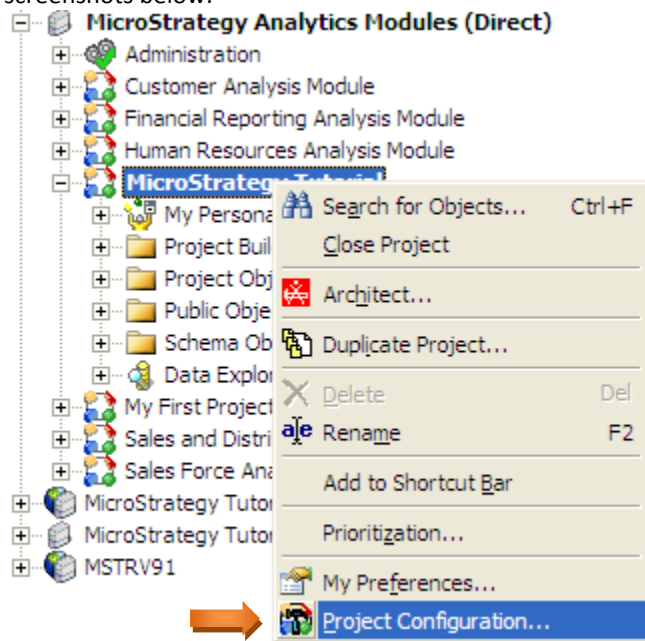 screenshots below.
MicroStrategy Analytics Modules (Direct)
Administration
Customer Analysis Module
Financial Reporting Analysis Module
Human Resources Analysis Module
MicroStrategy Tutorial
My Persona
Project Buil
Project Obj
Public Obje
Schema Ob
Data Explor
My First Project
Sales and Distri
Sales Force Ana
MicroStrategy Tutor
MicroStrategy Tutor
MSTRV91
Search for Objects... Ctrl+F
Close Project
Architect...
Duplicate Project...
Delete Del
Rename F2
Add to Shortcut Bar
Prioritization...
My Preferences...
Project Configuration...